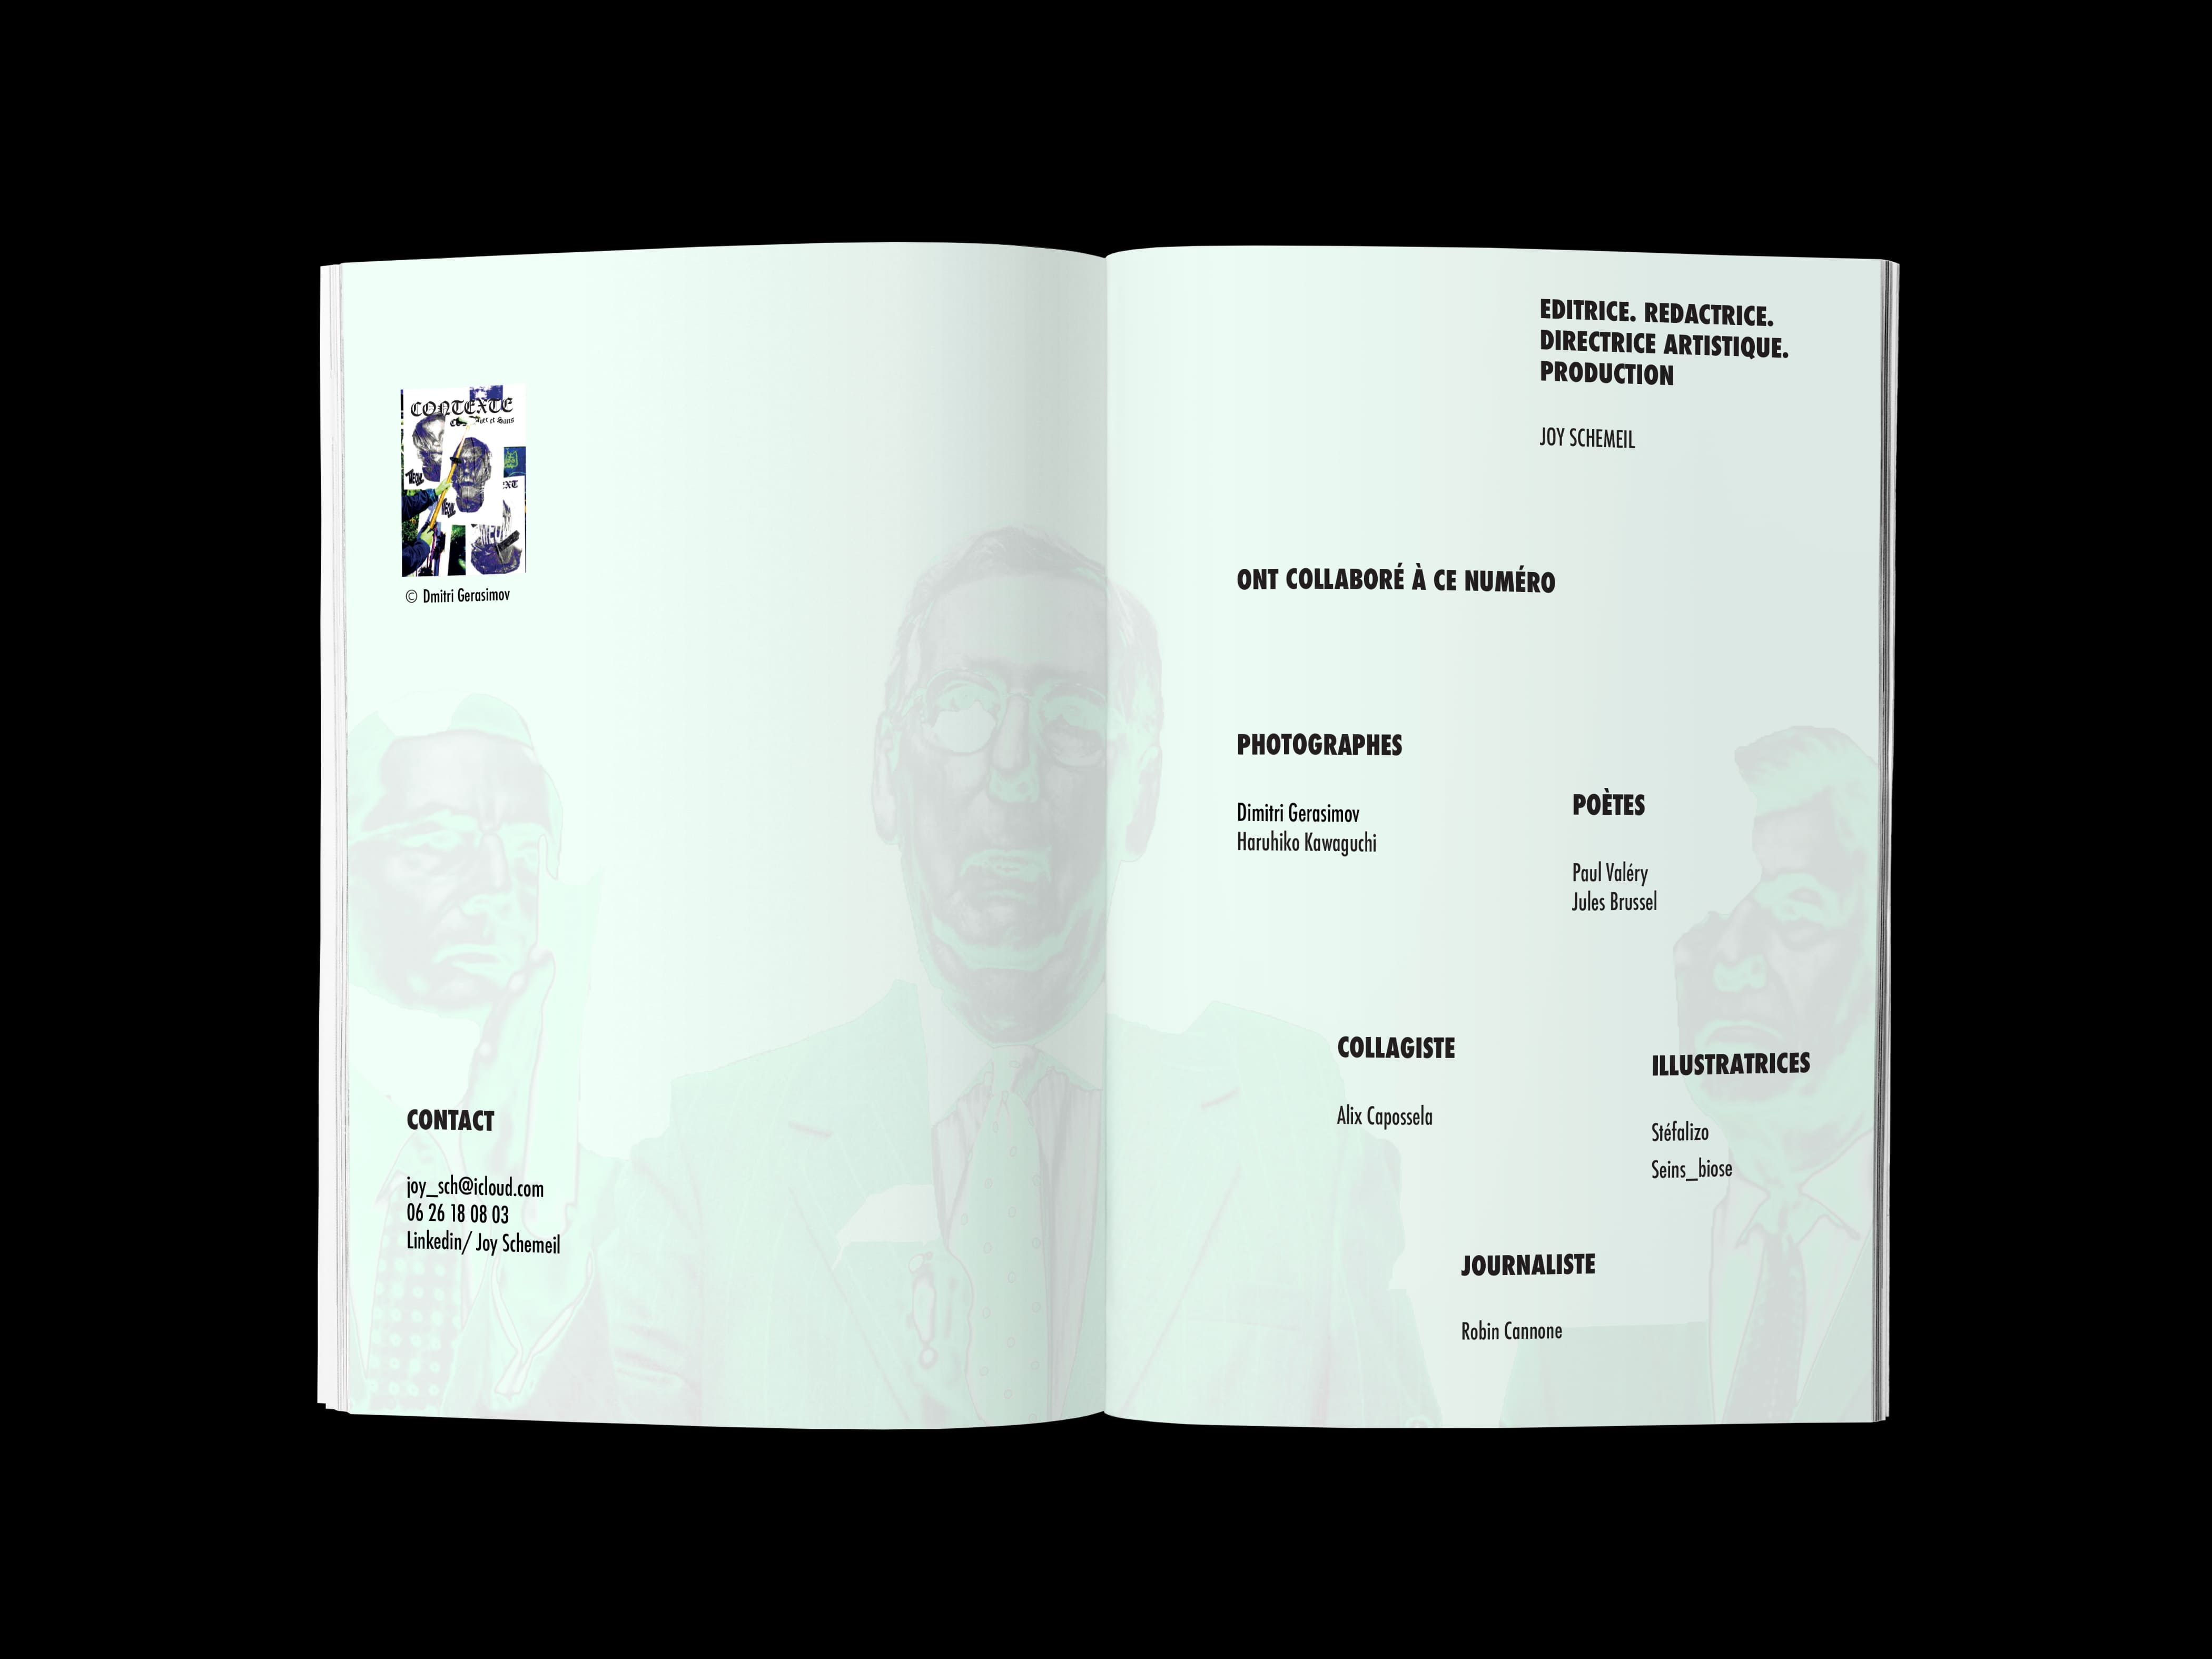 CONTEXTE
Avec et Sans
© Dmitri Gerasimov
CONTACT
joy_sch@icloud.com
06 26 18 08 03
Linkedin/ Joy Schemeil
EDITRICE. REDACTRICE.
DIRECTRICE ARTISTIQUE.
PRODUCTION
JOY SCHEMEIL
ONT COLLABORÉ À CE NUMÉRO
PHOTOGRAPHES
Dimitri Gerasimov
Haruhiko Kawaguchi
POÈTES
Paul Valéry
Jules Brussel
COLLAGISTE
Alix Capossela
ILLUSTRATRICES
Stéfalizo
Seins_biose
JOURNALISTE
Robin Cannone